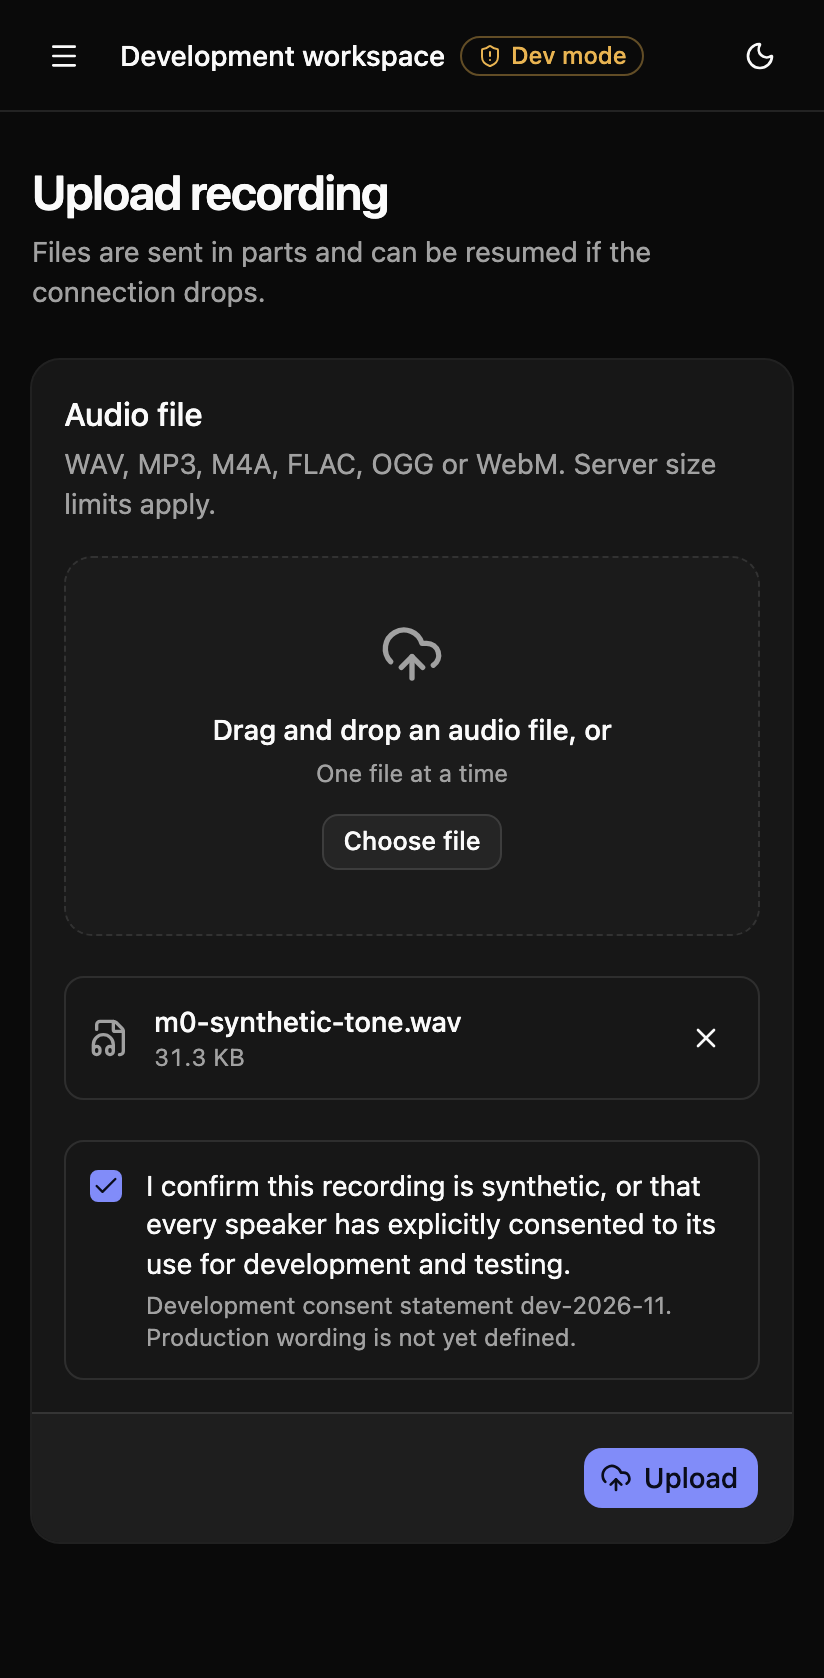 Development workspace
Dev mode
Upload recording
Files are sent in parts and can be resumed if the
connection drops.
Audio file
WAV, MP3, M4A, FLAC, OGG or WebM. Server size
limits apply.
Drag and drop an audio file, or
One file at a time
Choose file
m0-synthetic-tone.wav
31.3 KB
I confirm this recording is synthetic, or that
every speaker has explicitly consented to its
use for development and testing.
Development consent statement dev-2026-11.
Production wording is not yet defined.
Upload